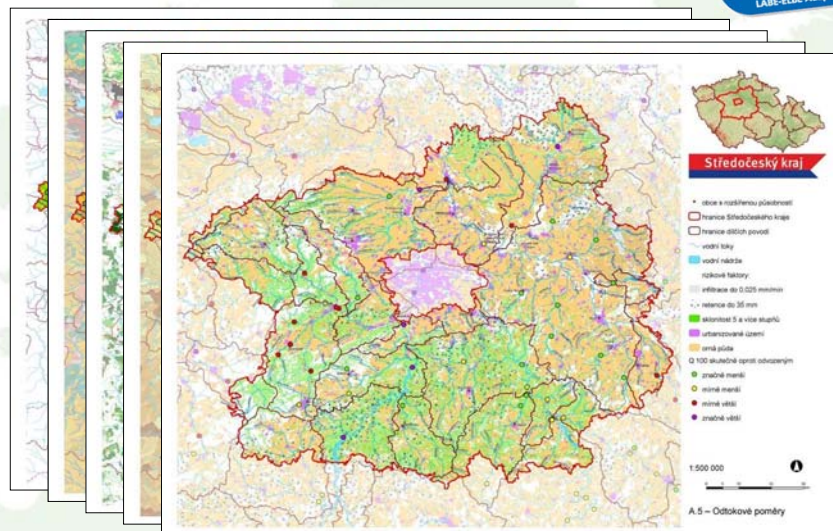 LABE-ELBE
Středočeský kraj
obce s rozšířenou působností
hranice Středočeského kraje
hranice dílčích povodí
vodní toky
vodní nádrže
rizikové faktory:
infiltrace do 0,025 mm/min
retence do 35 mm
sklonitost 5 a více stupňů
urbanizované území
orná půda
Q 100 skutečné oproti odvozeným
značně menší
mírně menší
mírně větší
značně větší
1:500 000
A.5 – Odtokové poměry